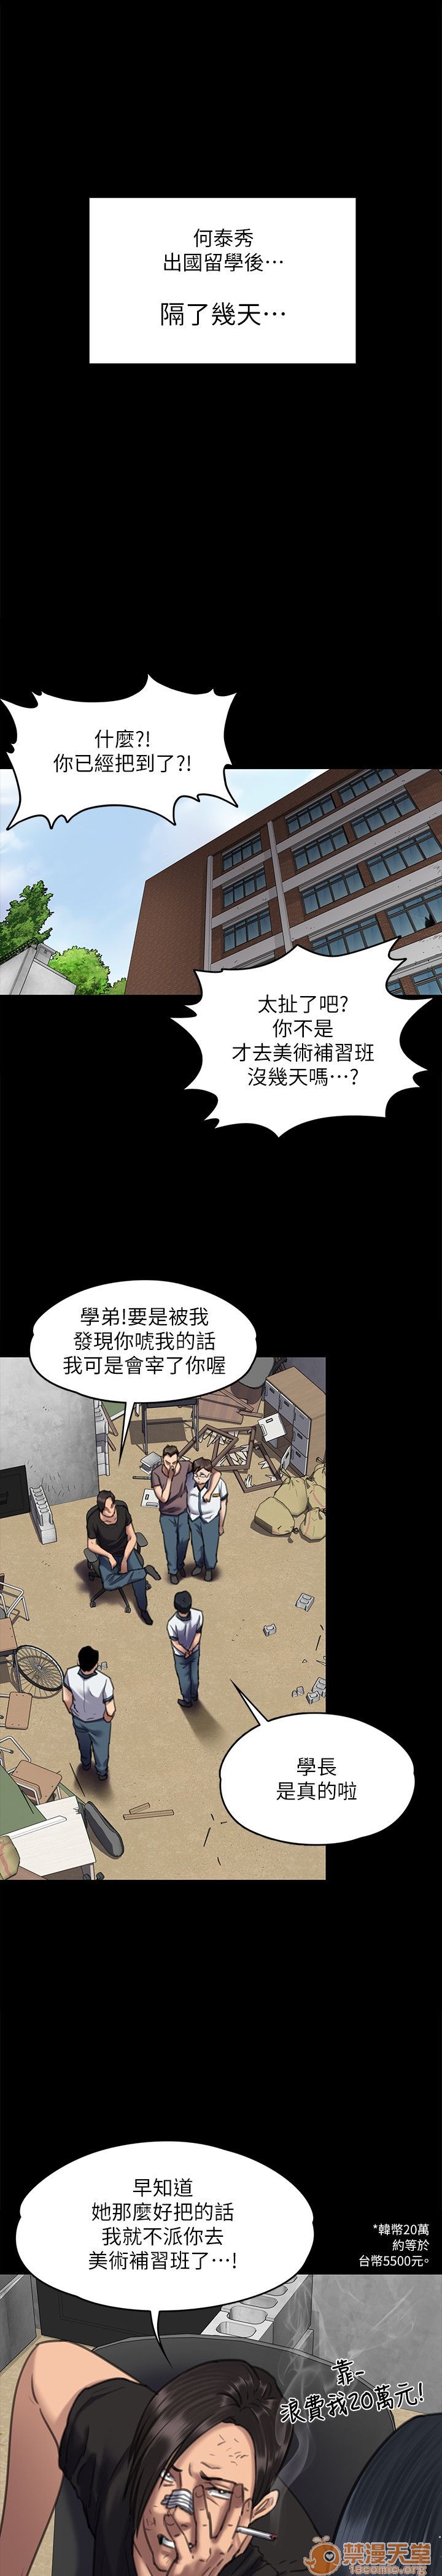 何泰秀
出國留學後…
隔了幾天…
什麼?!
你已經把到了?!
太扯了吧?
你不是
才去美術補習班
沒幾天嗎…?
學弟!要是被我
發現你唬我的話
我可是會宰了你喔
學長
是真的啦
早知道
她那麼好把的話
我就不派你去
美術補習班了…!
*韓幣20萬
約等於
台幣5500元。
靠-
浪費我20萬元!
禁漫天堂
18comic.org